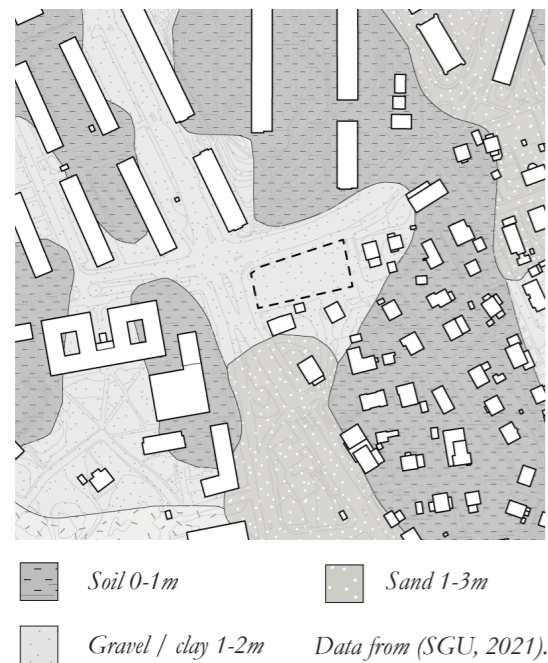 Soil 0-1m
Sand 1-3m
Gravel / clay 1-2m
Data from (SGU, 2021).